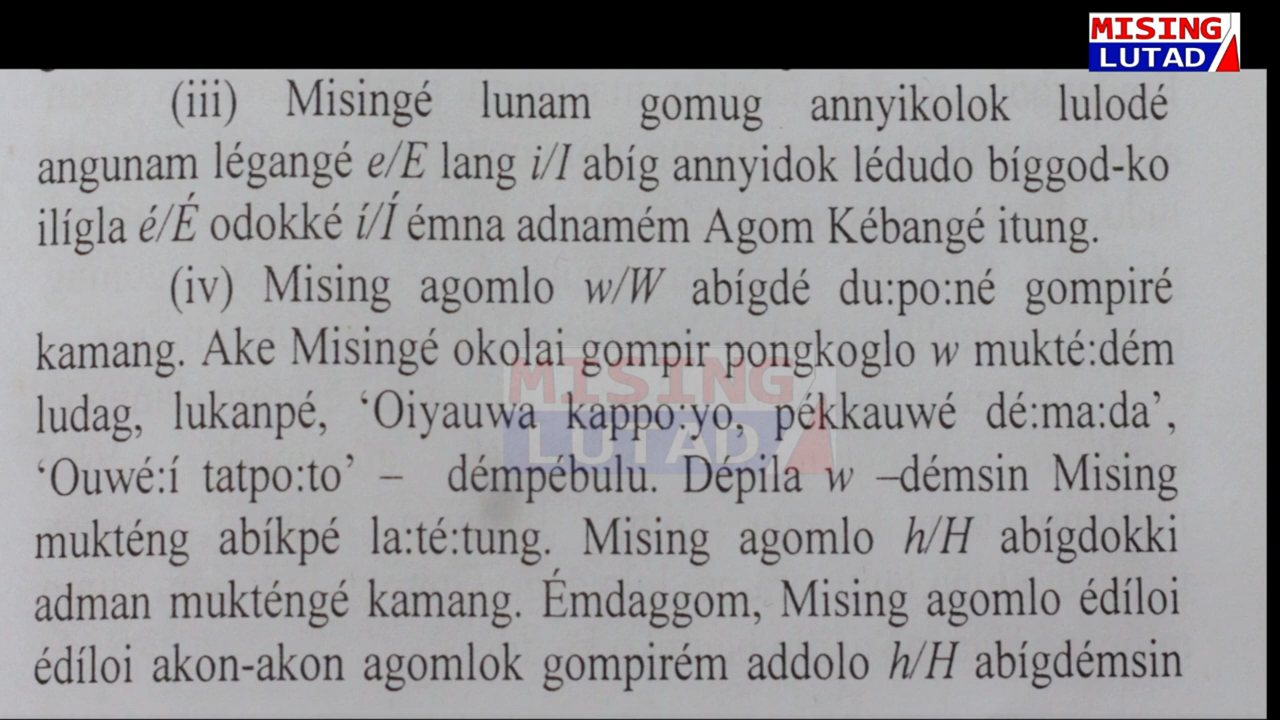 MISING
LUTAD
(iii) Misingé lunam gomug annyikolok lulodé
angunam légangé e/E lang i/I abíg annyidok lédudo bíggod-ko
ilígla é/É odokké í/Í émna adnamém Agom Kébangé itung.
(iv) Mising agomlo w/W abígdé du:po:né gompiré
kamang. Ake Misingé okolai gompir pongkoglo w mukté:dém
ludag, lukanpé, ‘Oiyauwa kappo:yo, pékkauwé dé:ma:da’,
‘Ouwé:í tatpo:to’ – démpébulu. Dépila w –démsin Mising
mukténg abíkpé la:té:tung. Mising agomlo h/H abígdokki
adman mukténgé kamang. Émdaggom, Mising agomlo édíloi
édíloi akon-akon agomlok gompirém addolo h/H abígdémsin
MISING
LUTAD